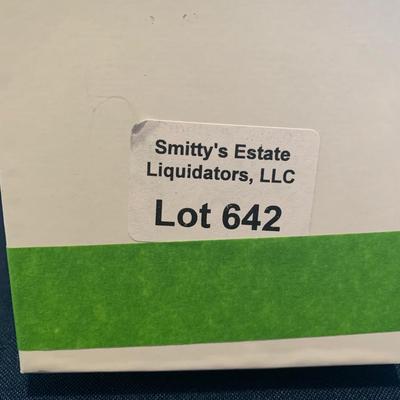 Smitty's Estate
Liquidators, LLC
Lot 642